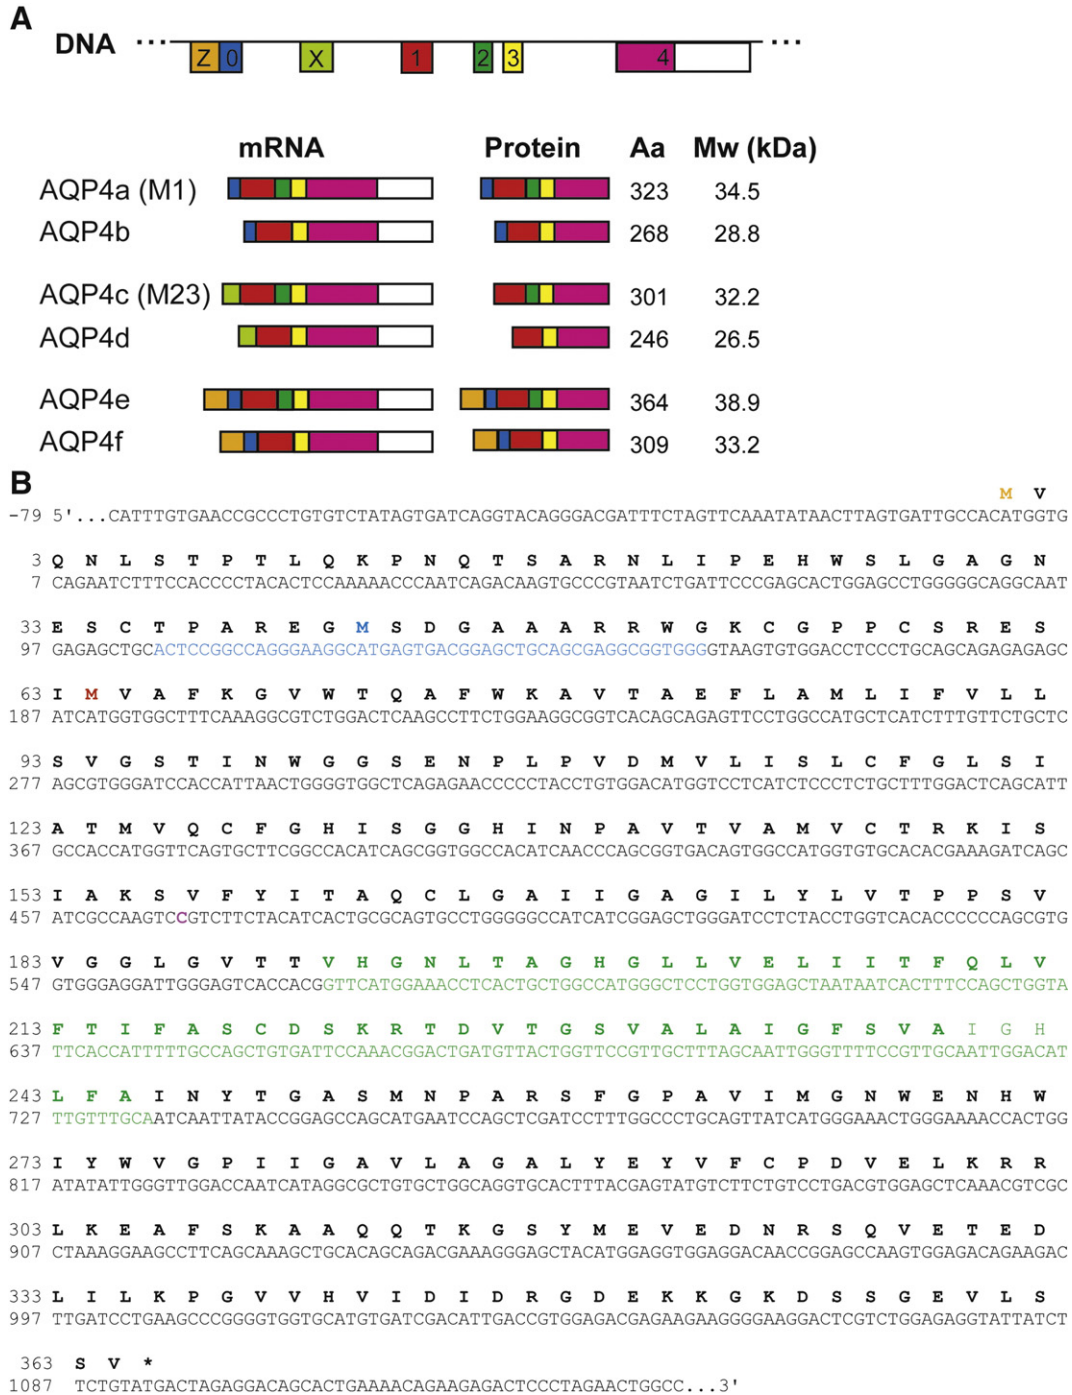 A
DNA ... ...
Z 0 X 1 2 3 4
mRNA Protein Aa Mw (kDa)
AQP4a (M1) 323 34.5
AQP4b 268 28.8
AQP4c (M23) 301 32.2
AQP4d 246 26.5
AQP4e 364 38.9
AQP4f 309 33.2
B
M V
-79 5'...CATTTGTGAACCGCCCTGTGTCTATAGTGATCAGGTACAGGGACGATTTCTAGTTCAAATATAACTTAGTGATTGCCACATGGTG
3 Q N L S T P T L Q K P N Q T S A R N L I P E H W S L G A G N
7 CAGAATCTTTCCACCCCTACACTCCAAAAACCCAATCAGACAAGTGCCCGTAATCTGATTCCCGAGCACTGGAGCCTGGGGGCAGGCAAT
33 E S C T P A R E G M S D G A A A R R W G K C G P P C S R E S
97 GAGAGCTGCACTCCGGCCAGGGAAGGCATGAGTGACGGAGCTGCAGCGAGGCGGTGGGGTAAGTGTGGACCTCCCTGCAGCAGAGAGAGC
63 I M V A F K G V W T Q A F W K A V T A E F L A M L I F V L L
187 ATCATGGTGGCTTTCAAAGGCGTCTGGACTCAAGCCTTCTGGAAGGCGGTCACAGCAGAGTTCCTGGCCATGCTCATCTTTGTTCTGCTC
93 S V G S T I N W G G S E N P L P V D M V L I S L C F G L S I
277 AGCGTGGGATCCACCATTAACTGGGGTGGCTCAGAGAACCCCCTACCTGTGGACATGGTCCTCATCTCCCTCTGCTTTGGACTCAGCATT
123 A T M V Q C F G H I S G G H I N P A V T V A M V C T R K I S
367 GCCACCATGGTTCAGTGCTTCGGCCACATCAGCGGTGGCCACATCAACCCAGCGGTGACAGTGGCCATGGTGTGCACACGAAAGATCAGC
153 I A K S V F Y I T A Q C L G A I I G A G I L Y L V T P P S V
457 ATCGCCAAGTCCGTCTTCTACATCACTGCGCAGTGCCTGGGGGCCATCATCGGAGCTGGGATCCTCTACCTGGTCACACCCCCCAGCGTG
183 V G G L G V T T V H G N L T A G H G L L V E L I I T F Q L V
547 GTGGGAGGATTGGGAGTCACCACGGTTCATGGAAACCTCACTGCTGGCCATGGGCTCCTGGTGGAGCTAATAATCACTTTCCAGCTGGTA
213 F T I F A S C D S K R T D V T G S V A L A I G F S V A I G H
637 TTCACCATTTTTGCCAGCTGTGATTCCAAACGGACTGATGTTACTGGTTCCGTTGCTTTAGCAATTGGGTTTTCCGTTGCAATTGGACAT
243 L F A I N Y T G A S M N P A R S F G P A V I M G N W E N H W
727 TTGTTTGCAATCAATTATACCGGAGCCAGCATGAATCCAGCTCGATCCTTTGGCCCTGCAGTTATCATGGGAAACTGGGAAAACCACTGG
273 I Y W V G P I I G A V L A G A L Y E Y V F C P D V E L K R R
817 ATATATTGGGTTGGACCAATCATAGGCGCTGTGCTGGCAGGTGCACTTTACGAGTATGTCTTCTGTCCTGACGTGGAGCTCAAACGTCGC
303 L K E A F S K A A Q Q T K G S Y M E V E D N R S Q V E T E D
907 CTAAAGGAAGCCTTCAGCAAAGCTGCACAGCAGACGAAAGGGAGCTACATGGAGGTGGAGGACAACCGGAGCCAAGTGGAGACAGAAGAC
333 L I L K P G V V H V I D I D R G D E K K G K D S S G E V L S
997 TTGATCCTGAAGCCCGGGGTGGTGCATGTGATCGACATTGACCGTGGAGACGAGAAGAAGGGGAAGGACTCGTCTGGAGAGGTATTATCT
363 S V *
1087 TCTGTATGACTAGAGGACAGCACTGAAAACAGAAGAGACTCCCTAGAACTGGCC...3'